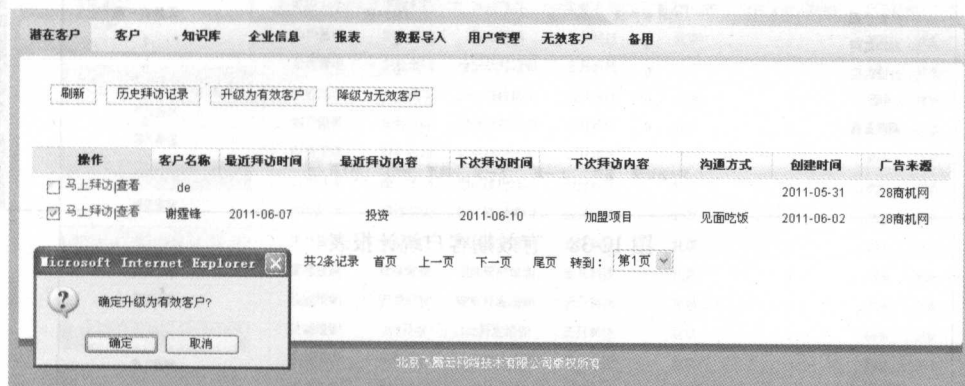 潜在客户 客户 知识库 企业信息 报表 数据导入 用户管理 无效客户 备用
刷新 历史拜访记录 升级为有效客户 降级为无效客户
操作 客户名称 最近拜访时间 最近拜访内容 下次拜访时间 下次拜访内容 沟通方式 创建时间 广告来源
马上拜访|查看 de 2011-05-31 28商机网
马上拜访|查看 谢霆锋 2011-06-07 投资 2011-06-10 加盟项目 见面吃饭 2011-06-02 28商机网
共2条记录 首页 上一页 下一页 尾页 转到: 第1页
Microsoft Internet Explorer
确定升级为有效客户?
确定 取消
北京飞 云网络技术有限公司版权所有